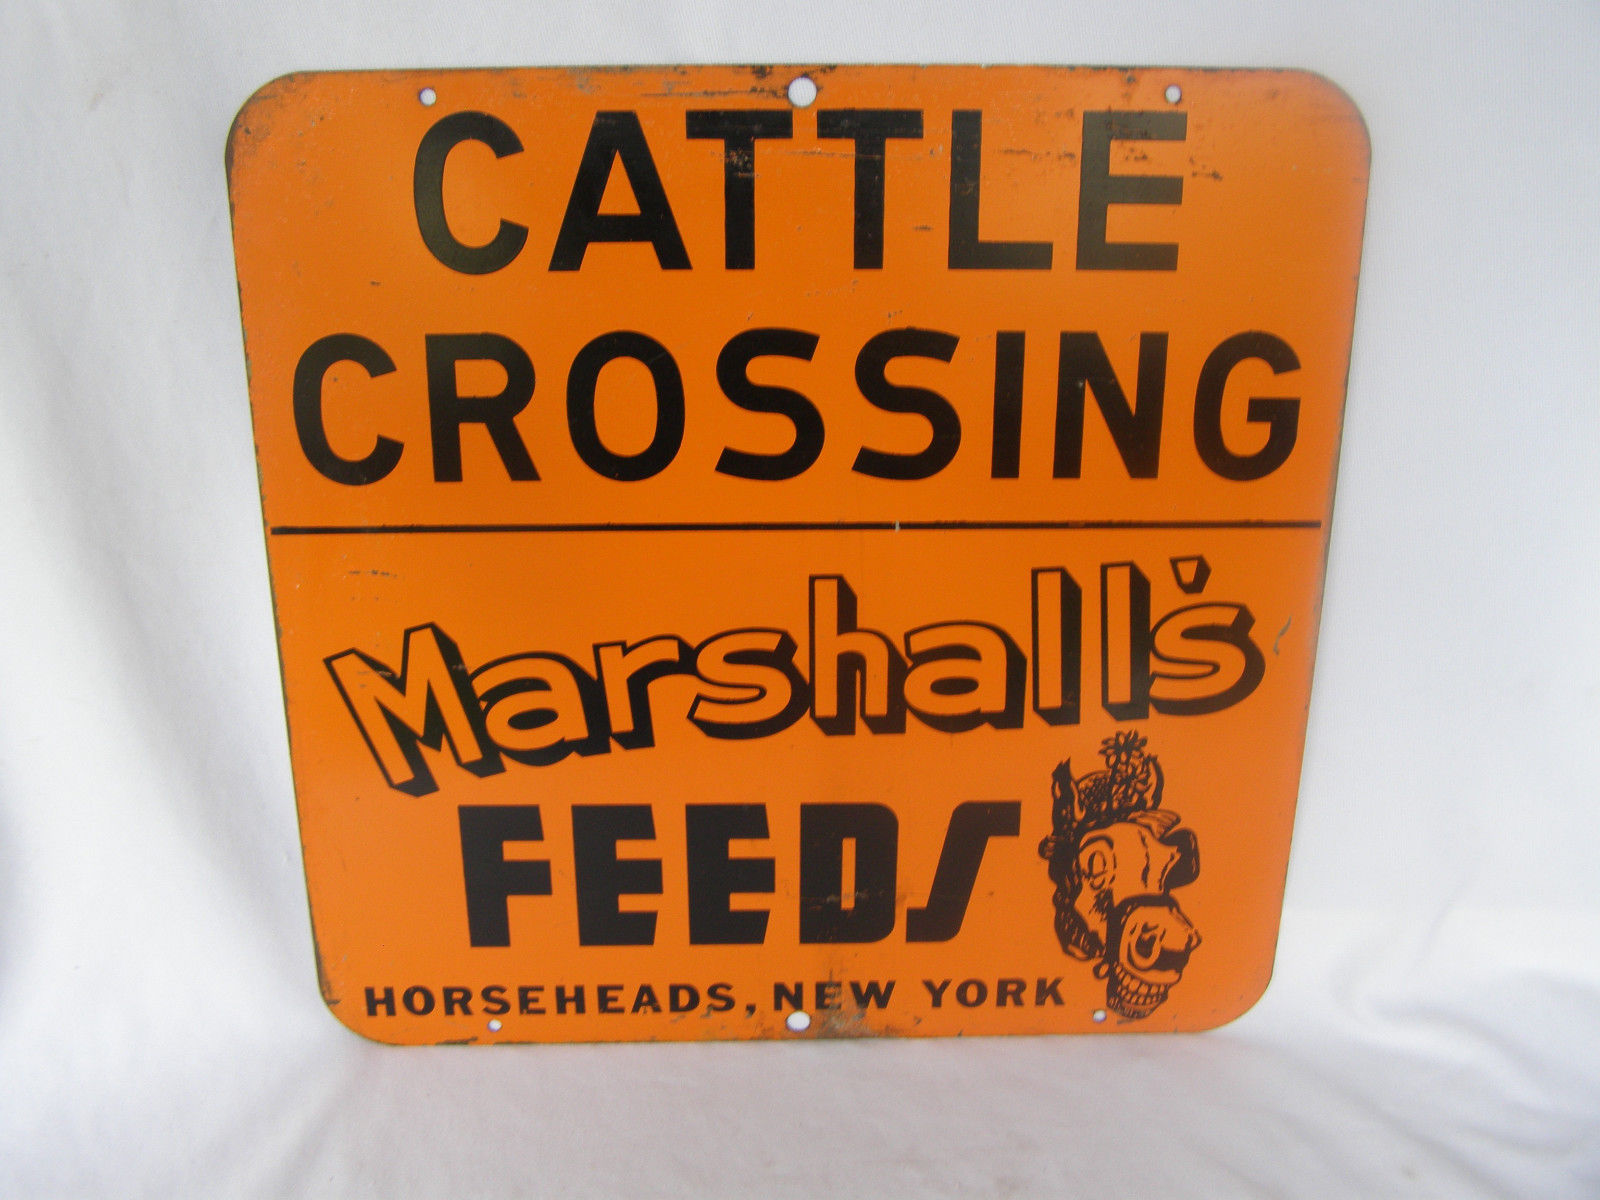 CATTLE
CROSSING
Marshall's
FEEDS
HORSEHEADS, NEW YORK